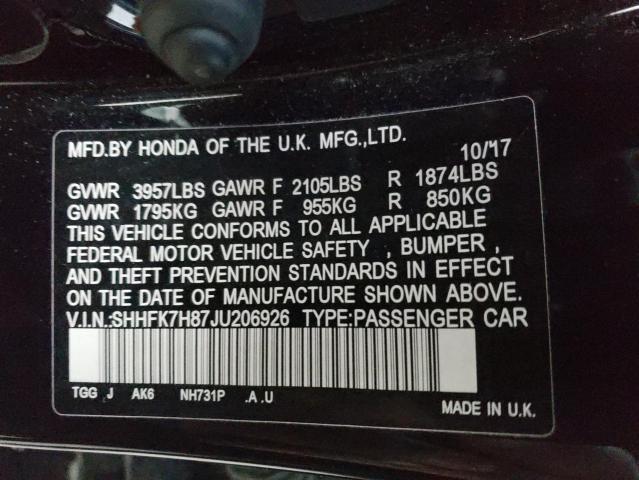 MFD.BY HONDA OF THE U.K. MFG.,LTD. 10/17
GVWR 3957LBS GAWR F 2105LBS R 1874LBS
GVWR 1795KG GAWR F 955KG R 850KG
THIS VEHICLE CONFORMS TO ALL APPLICABLE
FEDERAL MOTOR VEHICLE SAFETY , BUMPER ,
AND THEFT PREVENTION STANDARDS IN EFFECT
ON THE DATE OF MANUFACTURE SHOWN ABOVE.
V.I.N.:SHHFK7H87JU206926 TYPE:PASSENGER CAR
TGG J AK6 NH731P .A .U
MADE IN U.K.